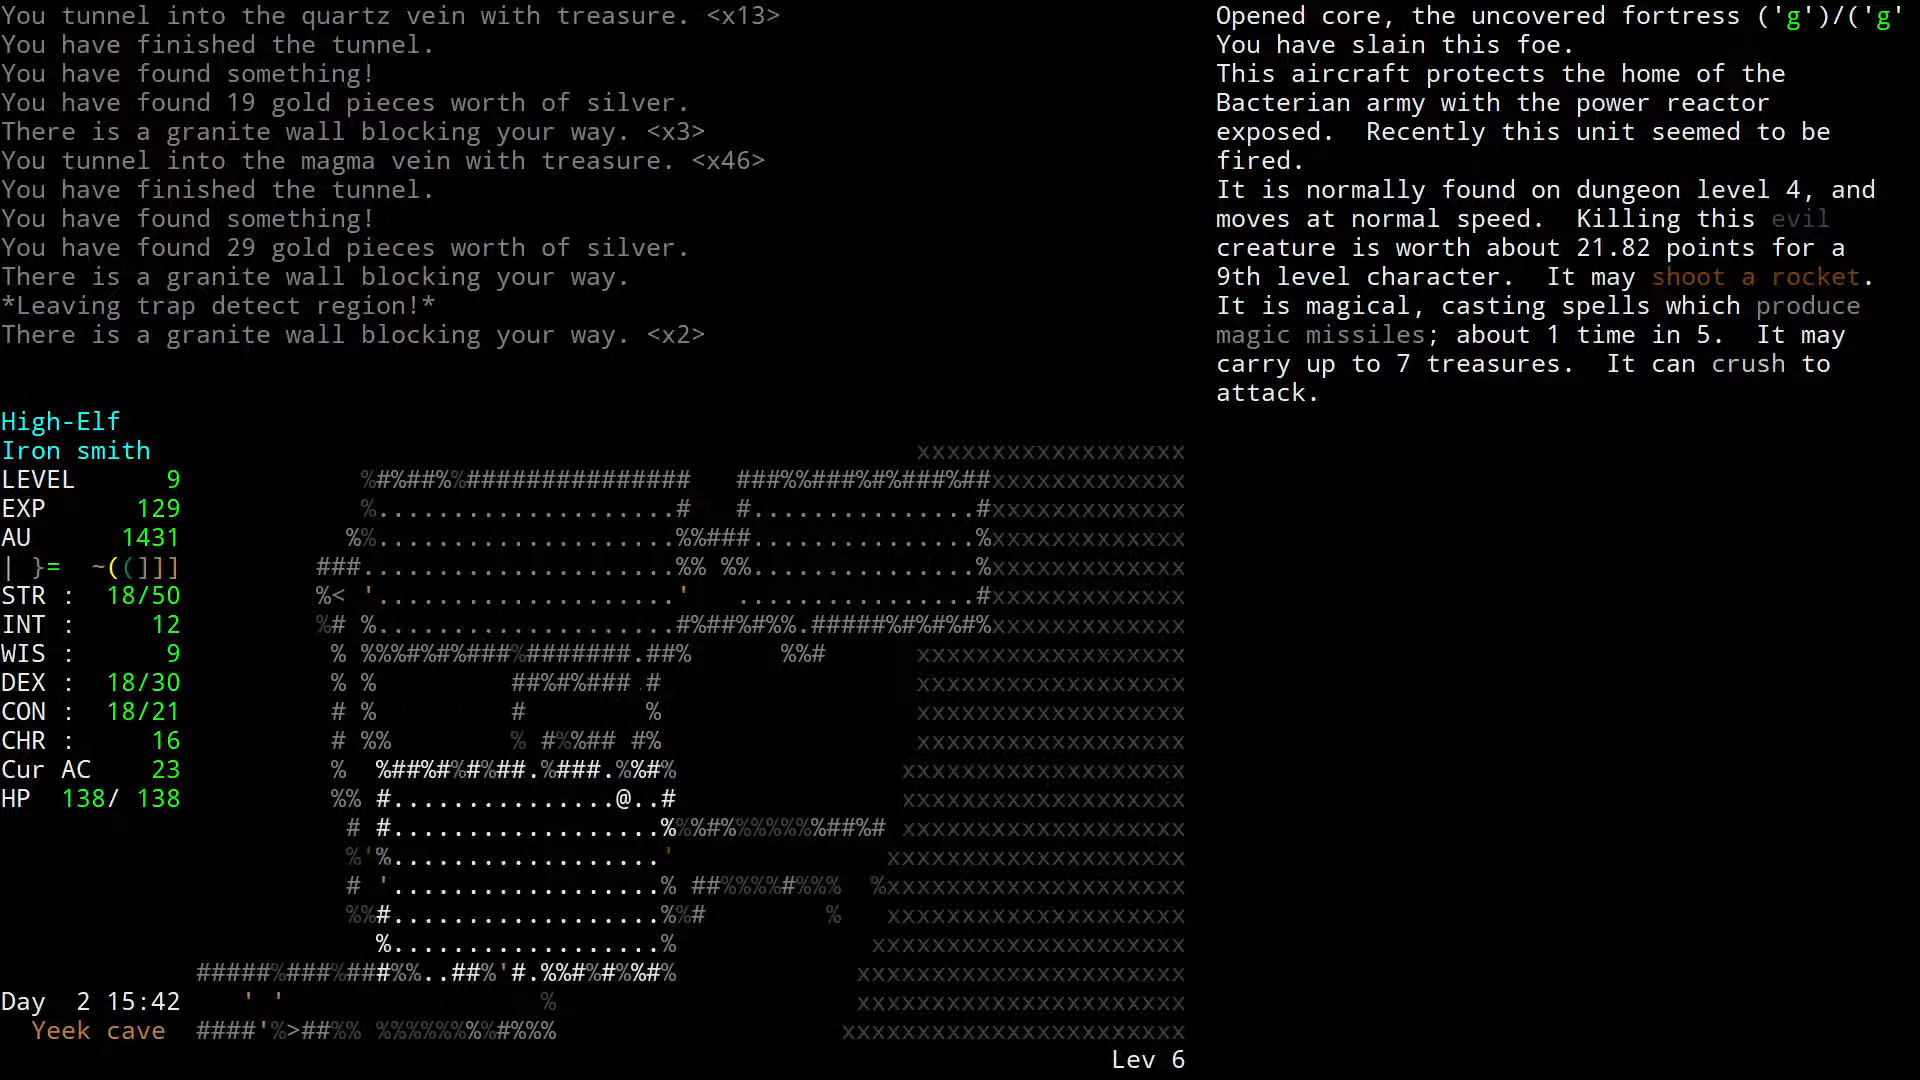 You tunnel into the quartz vein with treasure. <x13>
You have finished the tunnel.
You have found something!
You have found 19 gold pieces worth of silver.
There is a granite wall blocking your way. <x3>
You tunnel into the magma vein with treasure. <x46>
You have finished the tunnel.
You have found something!
You have found 29 gold pieces worth of silver.
There is a granite wall blocking your way.
*Leaving trap detect region!*
There is a granite wall blocking your way. <x2>
Opened core, the uncovered fortress ('g')/('g'
You have slain this foe.
This aircraft protects the home of the
Bacterian army with the power reactor
exposed.  Recently this unit seemed to be
fired.
It is normally found on dungeon level 4, and
moves at normal speed.  Killing this evil
creature is worth about 21.82 points for a
9th level character.  It may shoot a rocket.
It is magical, casting spells which produce
magic missiles; about 1 time in 5.  It may
carry up to 7 treasures.  It can crush to
attack.
High-Elf
Iron smith
LEVEL 9
EXP 129
AU 1431
| }=  ~((]]]
STR : 18/50
INT : 12
WIS : 9
DEX : 18/30
CON : 18/21
CHR : 16
Cur AC 23
HP 138/ 138
Day 2 15:42
Yeek cave
Lev 6